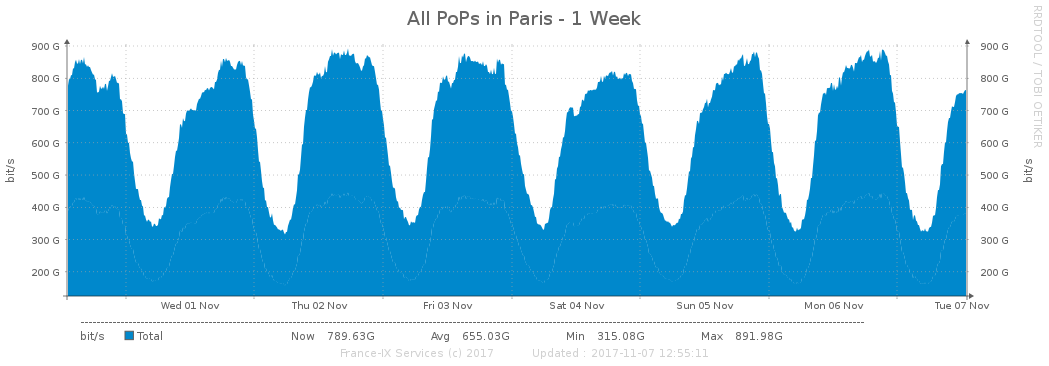 All PoPs in Paris - 1 Week
RRDTOOL / TOBI OETIKER
bit/s
900 G 900 G
800 G 800 G
700 G 700 G
600 G 600 G
500 G 500 G
400 G 400 G
300 G 300 G
200 G 200 G
bit/s
Wed 01 Nov Thu 02 Nov Fri 03 Nov Sat 04 Nov Sun 05 Nov Mon 06 Nov Tue 07 Nov
bit/s Total Now 789.63G Avg 655.03G Min 315.08G Max 891.98G
France-IX Services (c) 2017 Updated : 2017-11-07 12:55:11